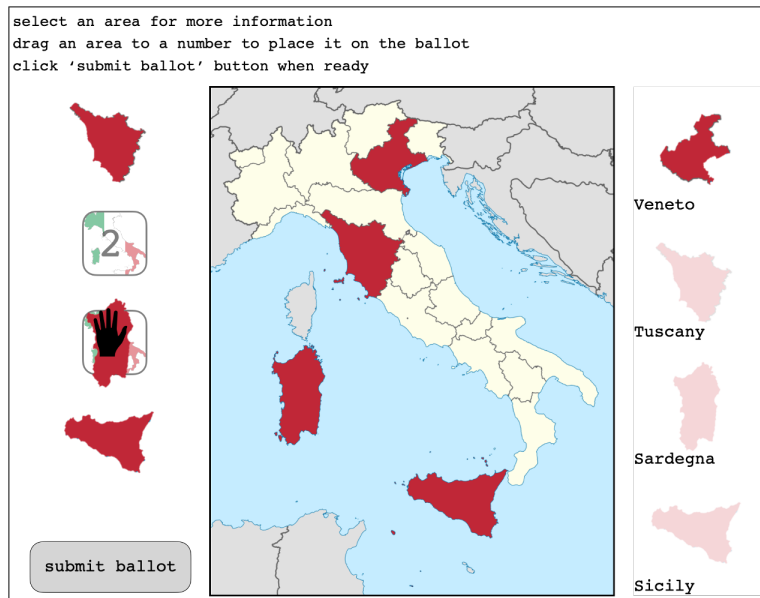 select an area for more information
drag an area to a number to place it on the ballot
click ‘submit ballot’ button when ready
Veneto
2
Tuscany
Sardegna
submit ballot
Sicily